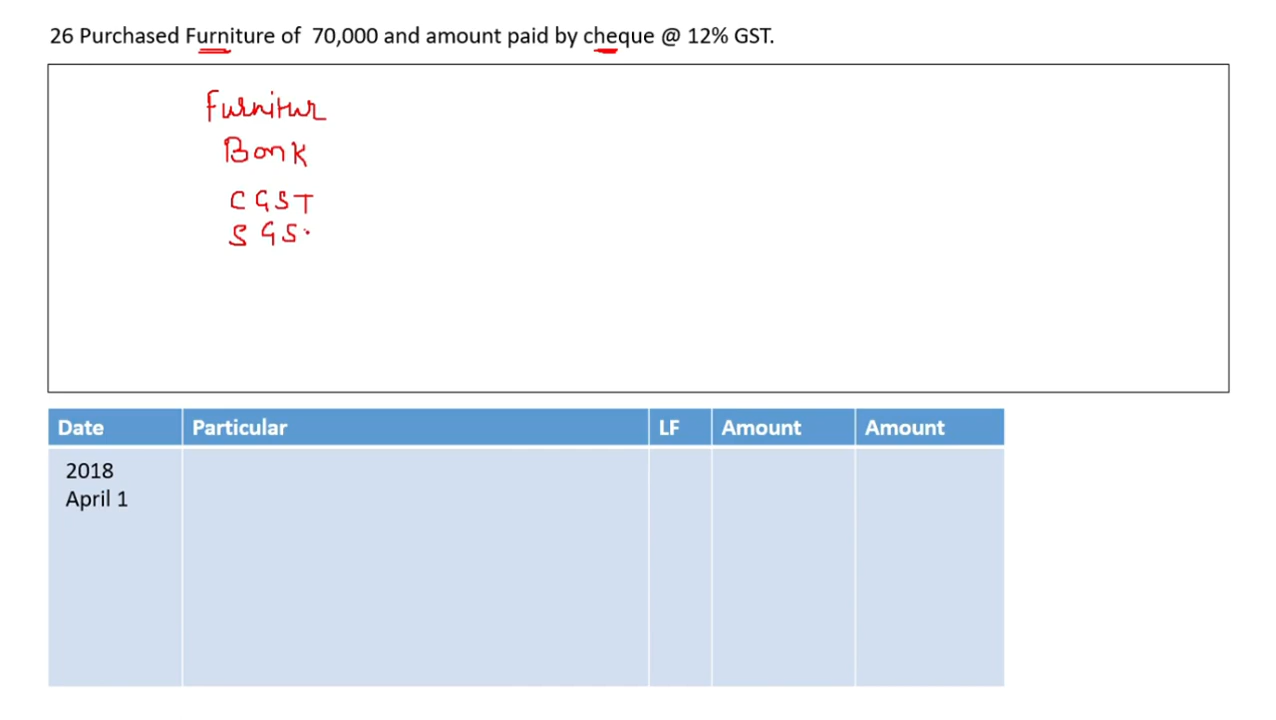 26 Purchased Furniture of 70,000 and amount paid by cheque @ 12% GST.
Furnitur
Bank
CGST
SGS
Date Particular LF Amount Amount
2018
April 1